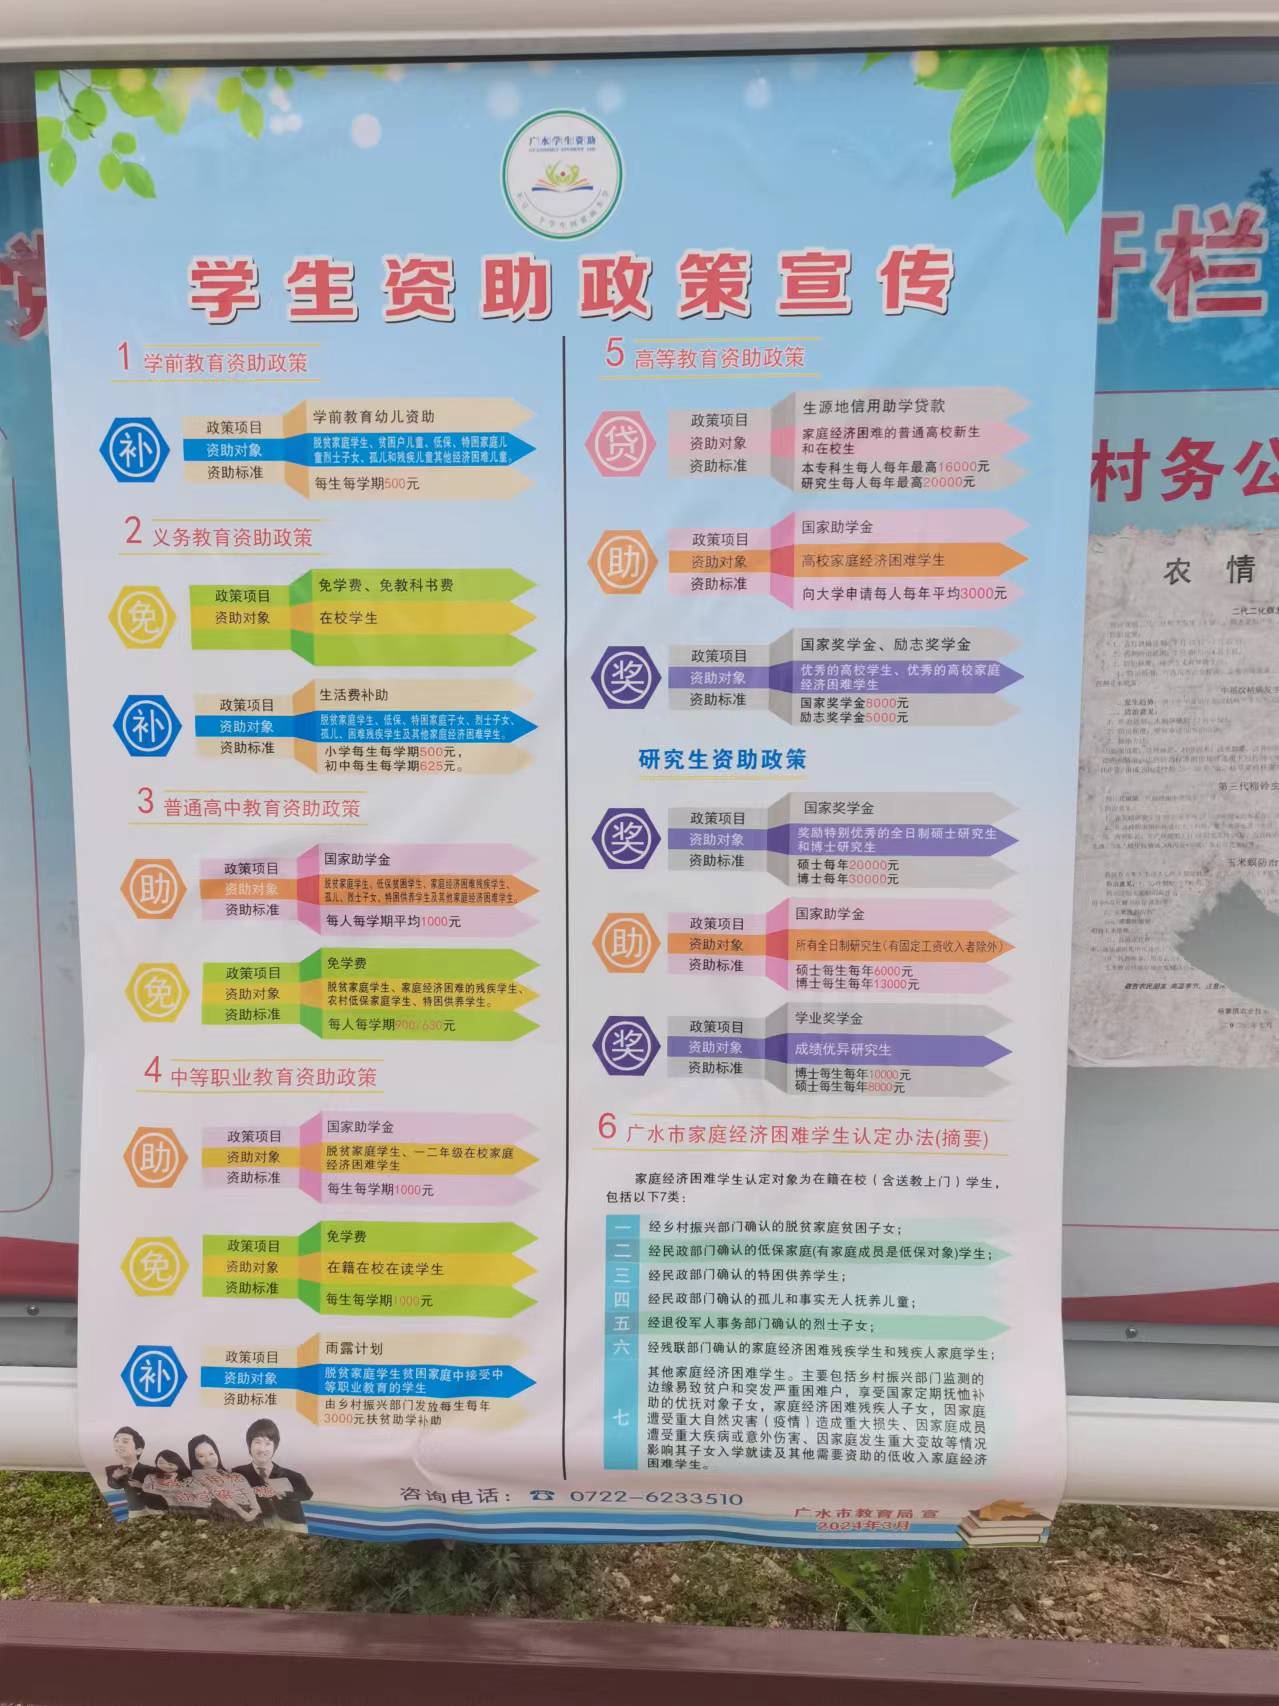 广水学生资助
学生资助政策宣传
1 学前教育资助政策
补
政策项目
学前教育幼儿资助
资助对象
脱贫家庭学生、贫困户儿童、低保、特困家庭儿
童烈士子女、孤儿和残疾儿童其他经济困难儿童。
资助标准
每生每学期500元
2 义务教育资助政策
免
政策项目
免学费、免教科书费
资助对象
在校学生
补
政策项目
生活费补助
资助对象
脱贫家庭学生、低保、特困家庭子女、烈士子女、
孤儿、困难残疾学生及其他家庭经济困难学生。
资助标准
小学每生每学期500元，
初中每生每学期625元。
3 普通高中教育资助政策
助
政策项目
国家助学金
资助对象
脱贫家庭学生、低保贫困学生、家庭经济困难残疾学生、
孤儿、烈士子女、特困供养学生及其他家庭经济困难学生。
资助标准
每人每学期平均1000元
免
政策项目
免学费
资助对象
脱贫家庭学生、家庭经济困难的残疾学生、
农村低保家庭学生、特困供养学生。
资助标准
每人每学期900/630元
4 中等职业教育资助政策
助
政策项目
国家助学金
资助对象
脱贫家庭学生、一二年级在校家庭
经济困难学生
资助标准
每生每学期1000元
免
政策项目
免学费
资助对象
在籍在校在读学生
资助标准
每生每学期1000元
补
政策项目
雨露计划
资助对象
脱贫家庭学生贫困家庭中接受中
等职业教育的学生
资助标准
由乡村振兴部门发放每生每年
3000元扶贫助学补助
5 高等教育资助政策
贷
政策项目
生源地信用助学贷款
资助对象
家庭经济困难的普通高校新生
和在校生
资助标准
本专科生每人每年最高16000元
研究生每人每年最高20000元
助
政策项目
国家助学金
资助对象
高校家庭经济困难学生
资助标准
向大学申请每人每年平均3000元
奖
政策项目
国家奖学金、励志奖学金
资助对象
优秀的高校学生、优秀的高校家庭
经济困难学生
资助标准
国家奖学金8000元
励志奖学金5000元
研究生资助政策
奖
政策项目
国家奖学金
资助对象
奖励特别优秀的全日制硕士研究生
和博士研究生
资助标准
硕士每年20000元
博士每年30000元
助
政策项目
国家助学金
资助对象
所有全日制研究生(有固定工资收入者除外)
资助标准
硕士每生每年6000元
博士每生每年13000元
奖
政策项目
学业奖学金
资助对象
成绩优异研究生
资助标准
博士每生每年10000元
硕士每生每年8000元
6 广水市家庭经济困难学生认定办法(摘要)
家庭经济困难学生认定对象为在籍在校（含送教上门）学生，
包括以下7类：
一 经乡村振兴部门确认的脱贫家庭贫困子女；
二 经民政部门确认的低保家庭(有家庭成员是低保对象)学生；
三 经民政部门确认的特困供养学生；
四 经民政部门确认的孤儿和事实无人抚养儿童；
五 经退役军人事务部门确认的烈士子女；
六 经残联部门确认的家庭经济困难残疾学生和残疾人家庭学生；
七 其他家庭经济困难学生。主要包括乡村振兴部门监测的
边缘易致贫户和突发严重困难户，享受国家定期抚恤补
助的优抚对象子女，家庭经济困难残疾人子女，因家庭
遭受重大自然灾害（疫情）造成重大损失、因家庭成员
遭受重大疾病或意外伤害、因家庭发生重大变故等情况
影响其子女入学就读及其他需要资助的低收入家庭经济
困难学生。
咨询电话：☎ 0722-6233510
广水市教育局 宣
2024年3月
栏
村务公
农 情